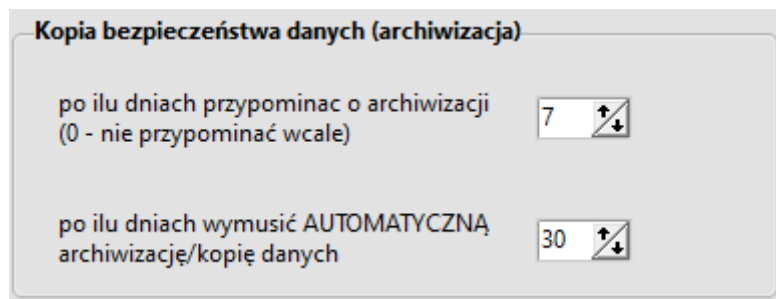 Kopia bezpieczeństwa danych (archiwizacja)
po ilu dniach przypominac o archiwizacji
(0 - nie przypominać wcale)
7
po ilu dniach wymusić AUTOMATYCZNĄ
archiwizację/kopię danych
30